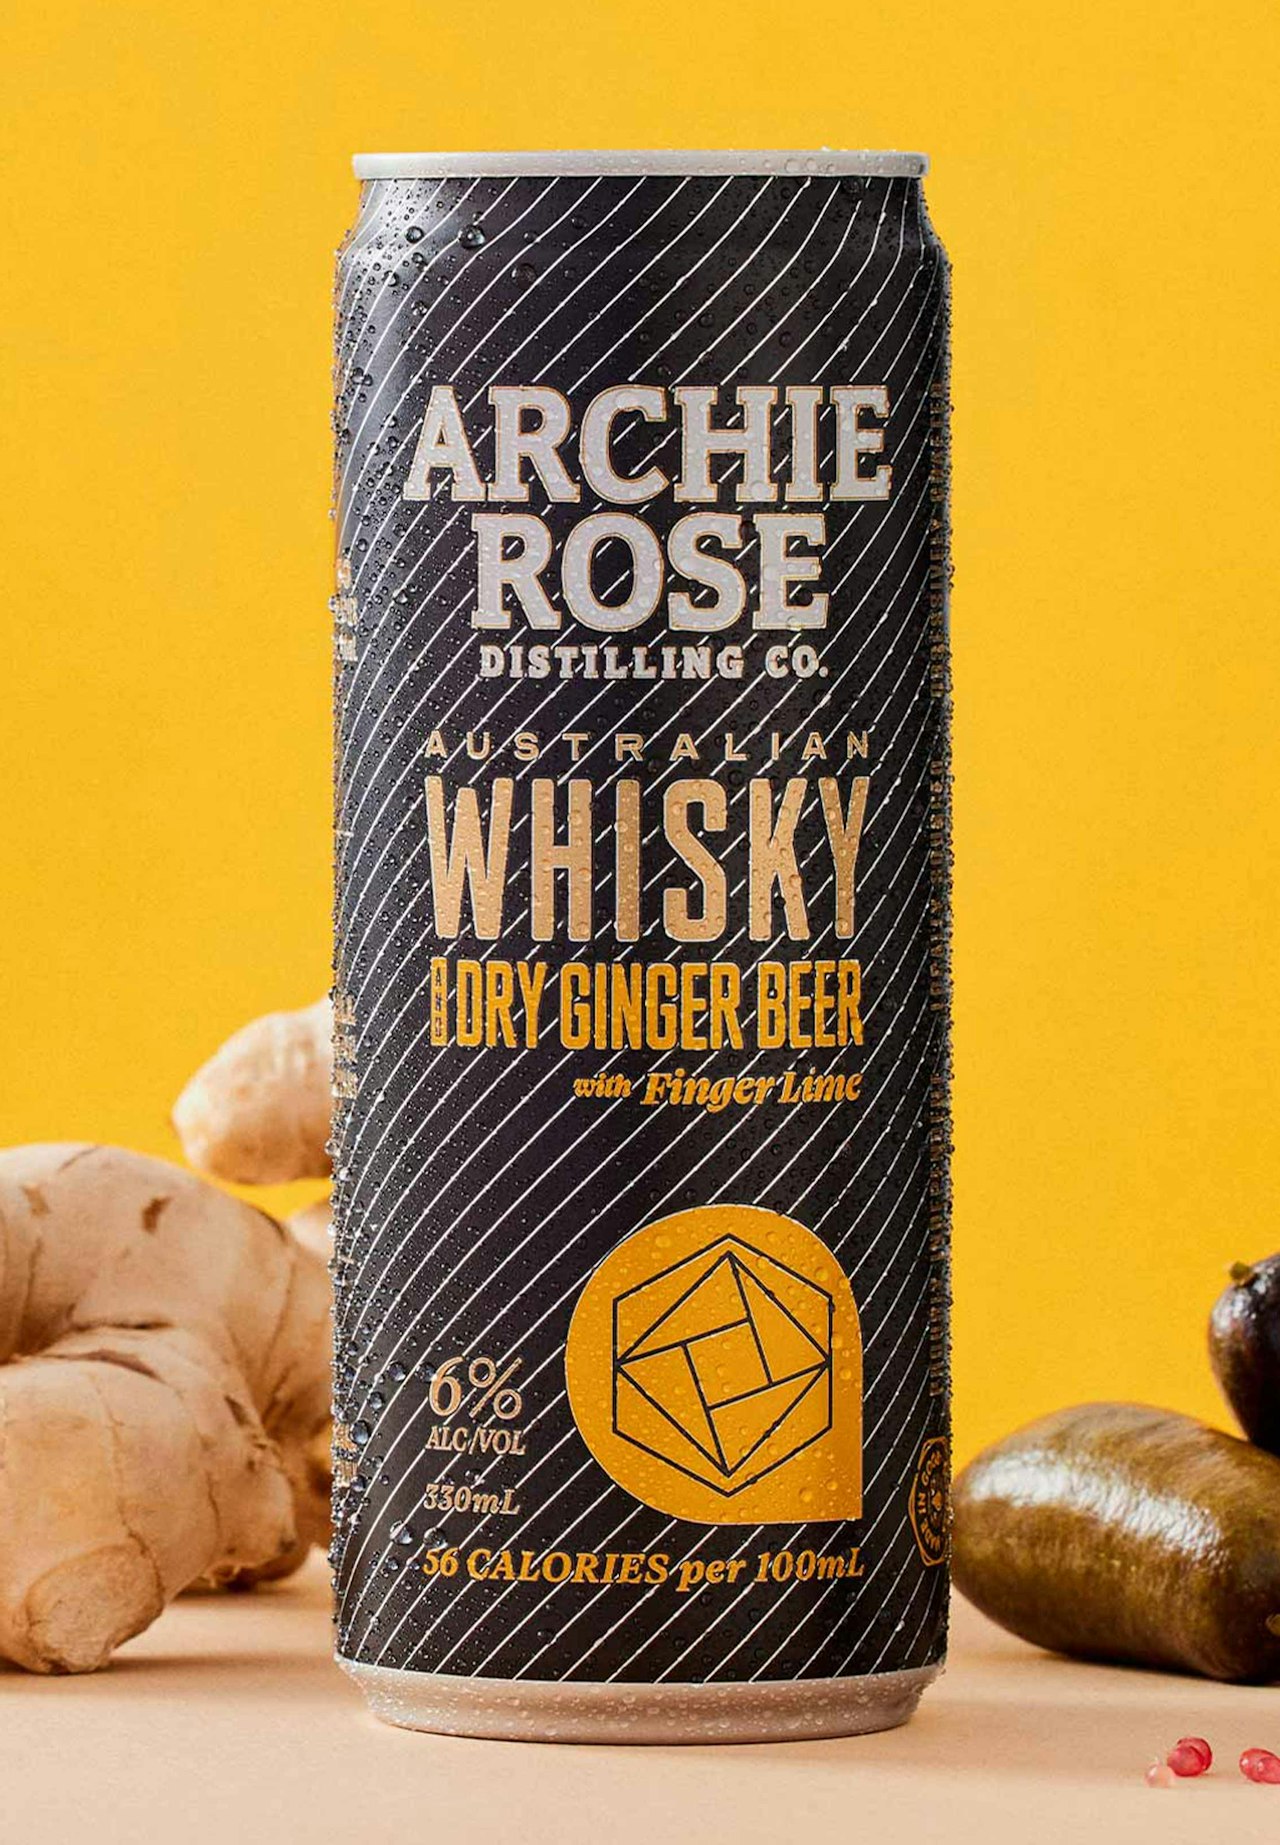 ARCHIE
ROSE
DISTILLING CO.
AUSTRALIAN
WHISKY
AND DRY GINGER BEER
with Finger Lime
6%
ALC/VOL
330mL
56 CALORIES per 100mL